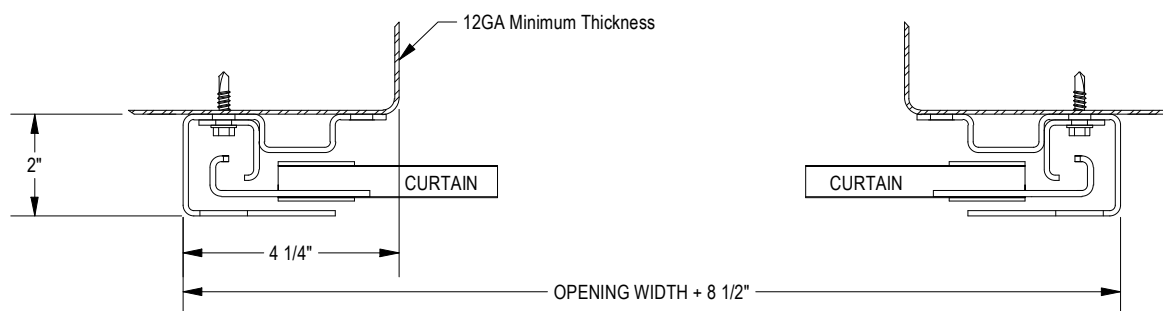 12GA Minimum Thickness
2"
CURTAIN
CURTAIN
4 1/4"
OPENING WIDTH + 8 1/2"